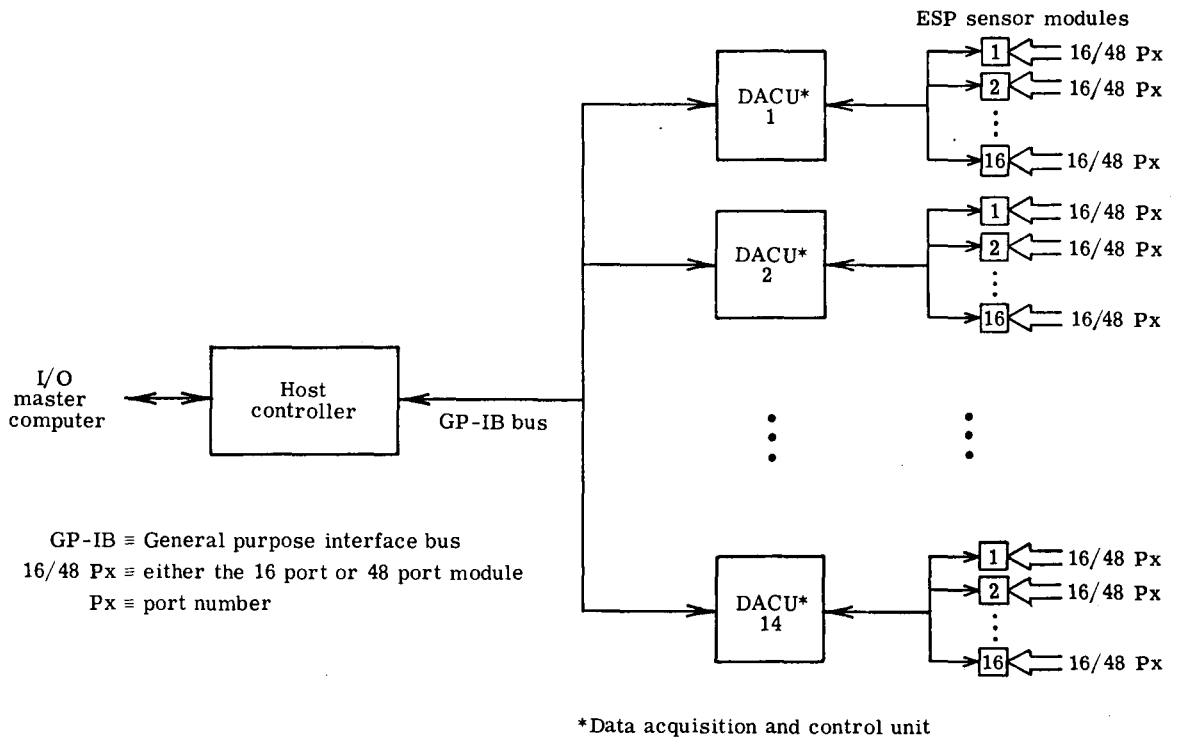 ESP sensor modules
DACU*
1
1
16/48 Px
2
16/48 Px
16
16/48 Px
DACU*
2
1
16/48 Px
2
16/48 Px
16
16/48 Px
I/O
master
computer
Host
controller
GP-IB bus
GP-IB ≡ General purpose interface bus
16/48 Px ≡ either the 16 port or 48 port module
Px ≡ port number
DACU*
14
1
16/48 Px
2
16/48 Px
16
16/48 Px
*Data acquisition and control unit